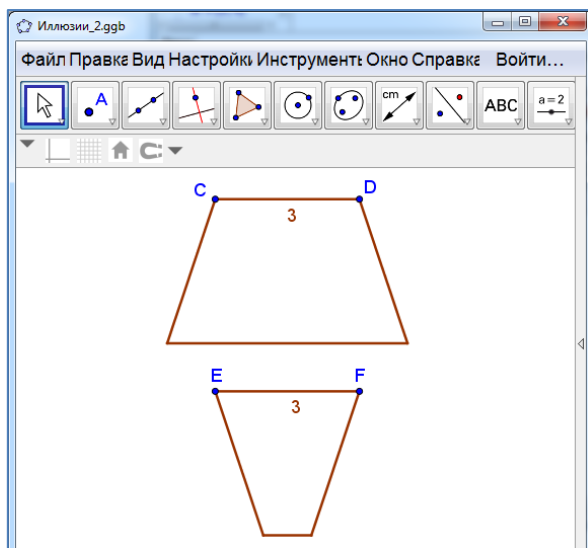 Иллюзии_2.ggb
Файл Правка Вид Настройки Инструменты Окно Справка Войти...
A cm ABC a = 2
C D
3
E F
3